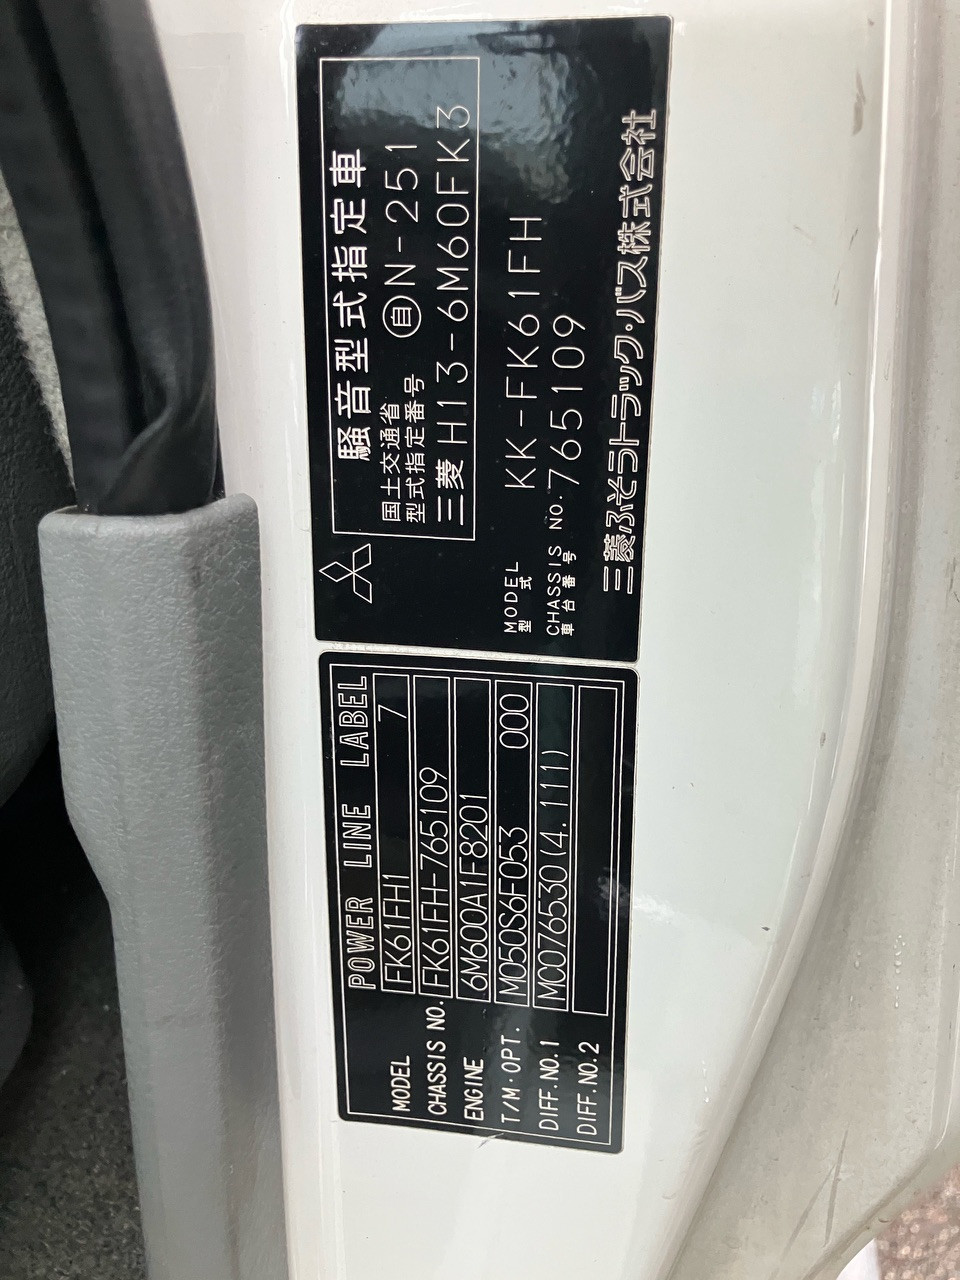 騒音型式指定車
国土交通省
型式指定番号 自N-251
三菱 H13-6M60FK3
MODEL
型式 KK-FK61FH
CHASSIS NO.
車台番号 765109
三菱ふそうトラック・バス株式会社
POWER LINE LABEL
MODEL FK61FH1 7
CHASSIS NO. FK61FH-765109
ENGINE 6M600A1F8201
T/M·OPT. M050S6F053 000
DIFF.NO.1 MC076530(4.111)
DIFF.NO.2